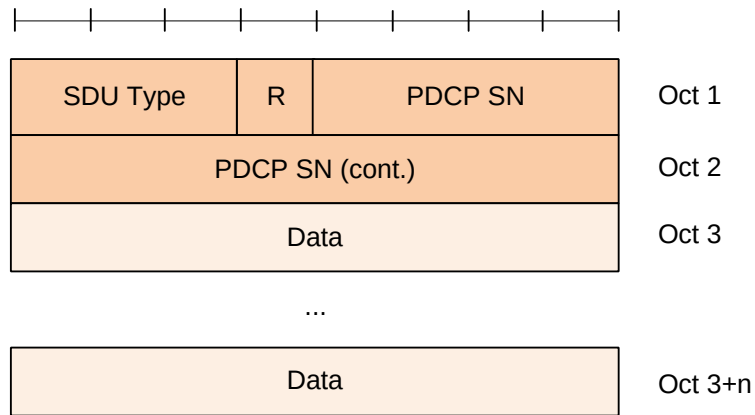 SDU Type R PDCP SN Oct 1
PDCP SN (cont.) Oct 2
Data Oct 3
...
Data Oct 3+n